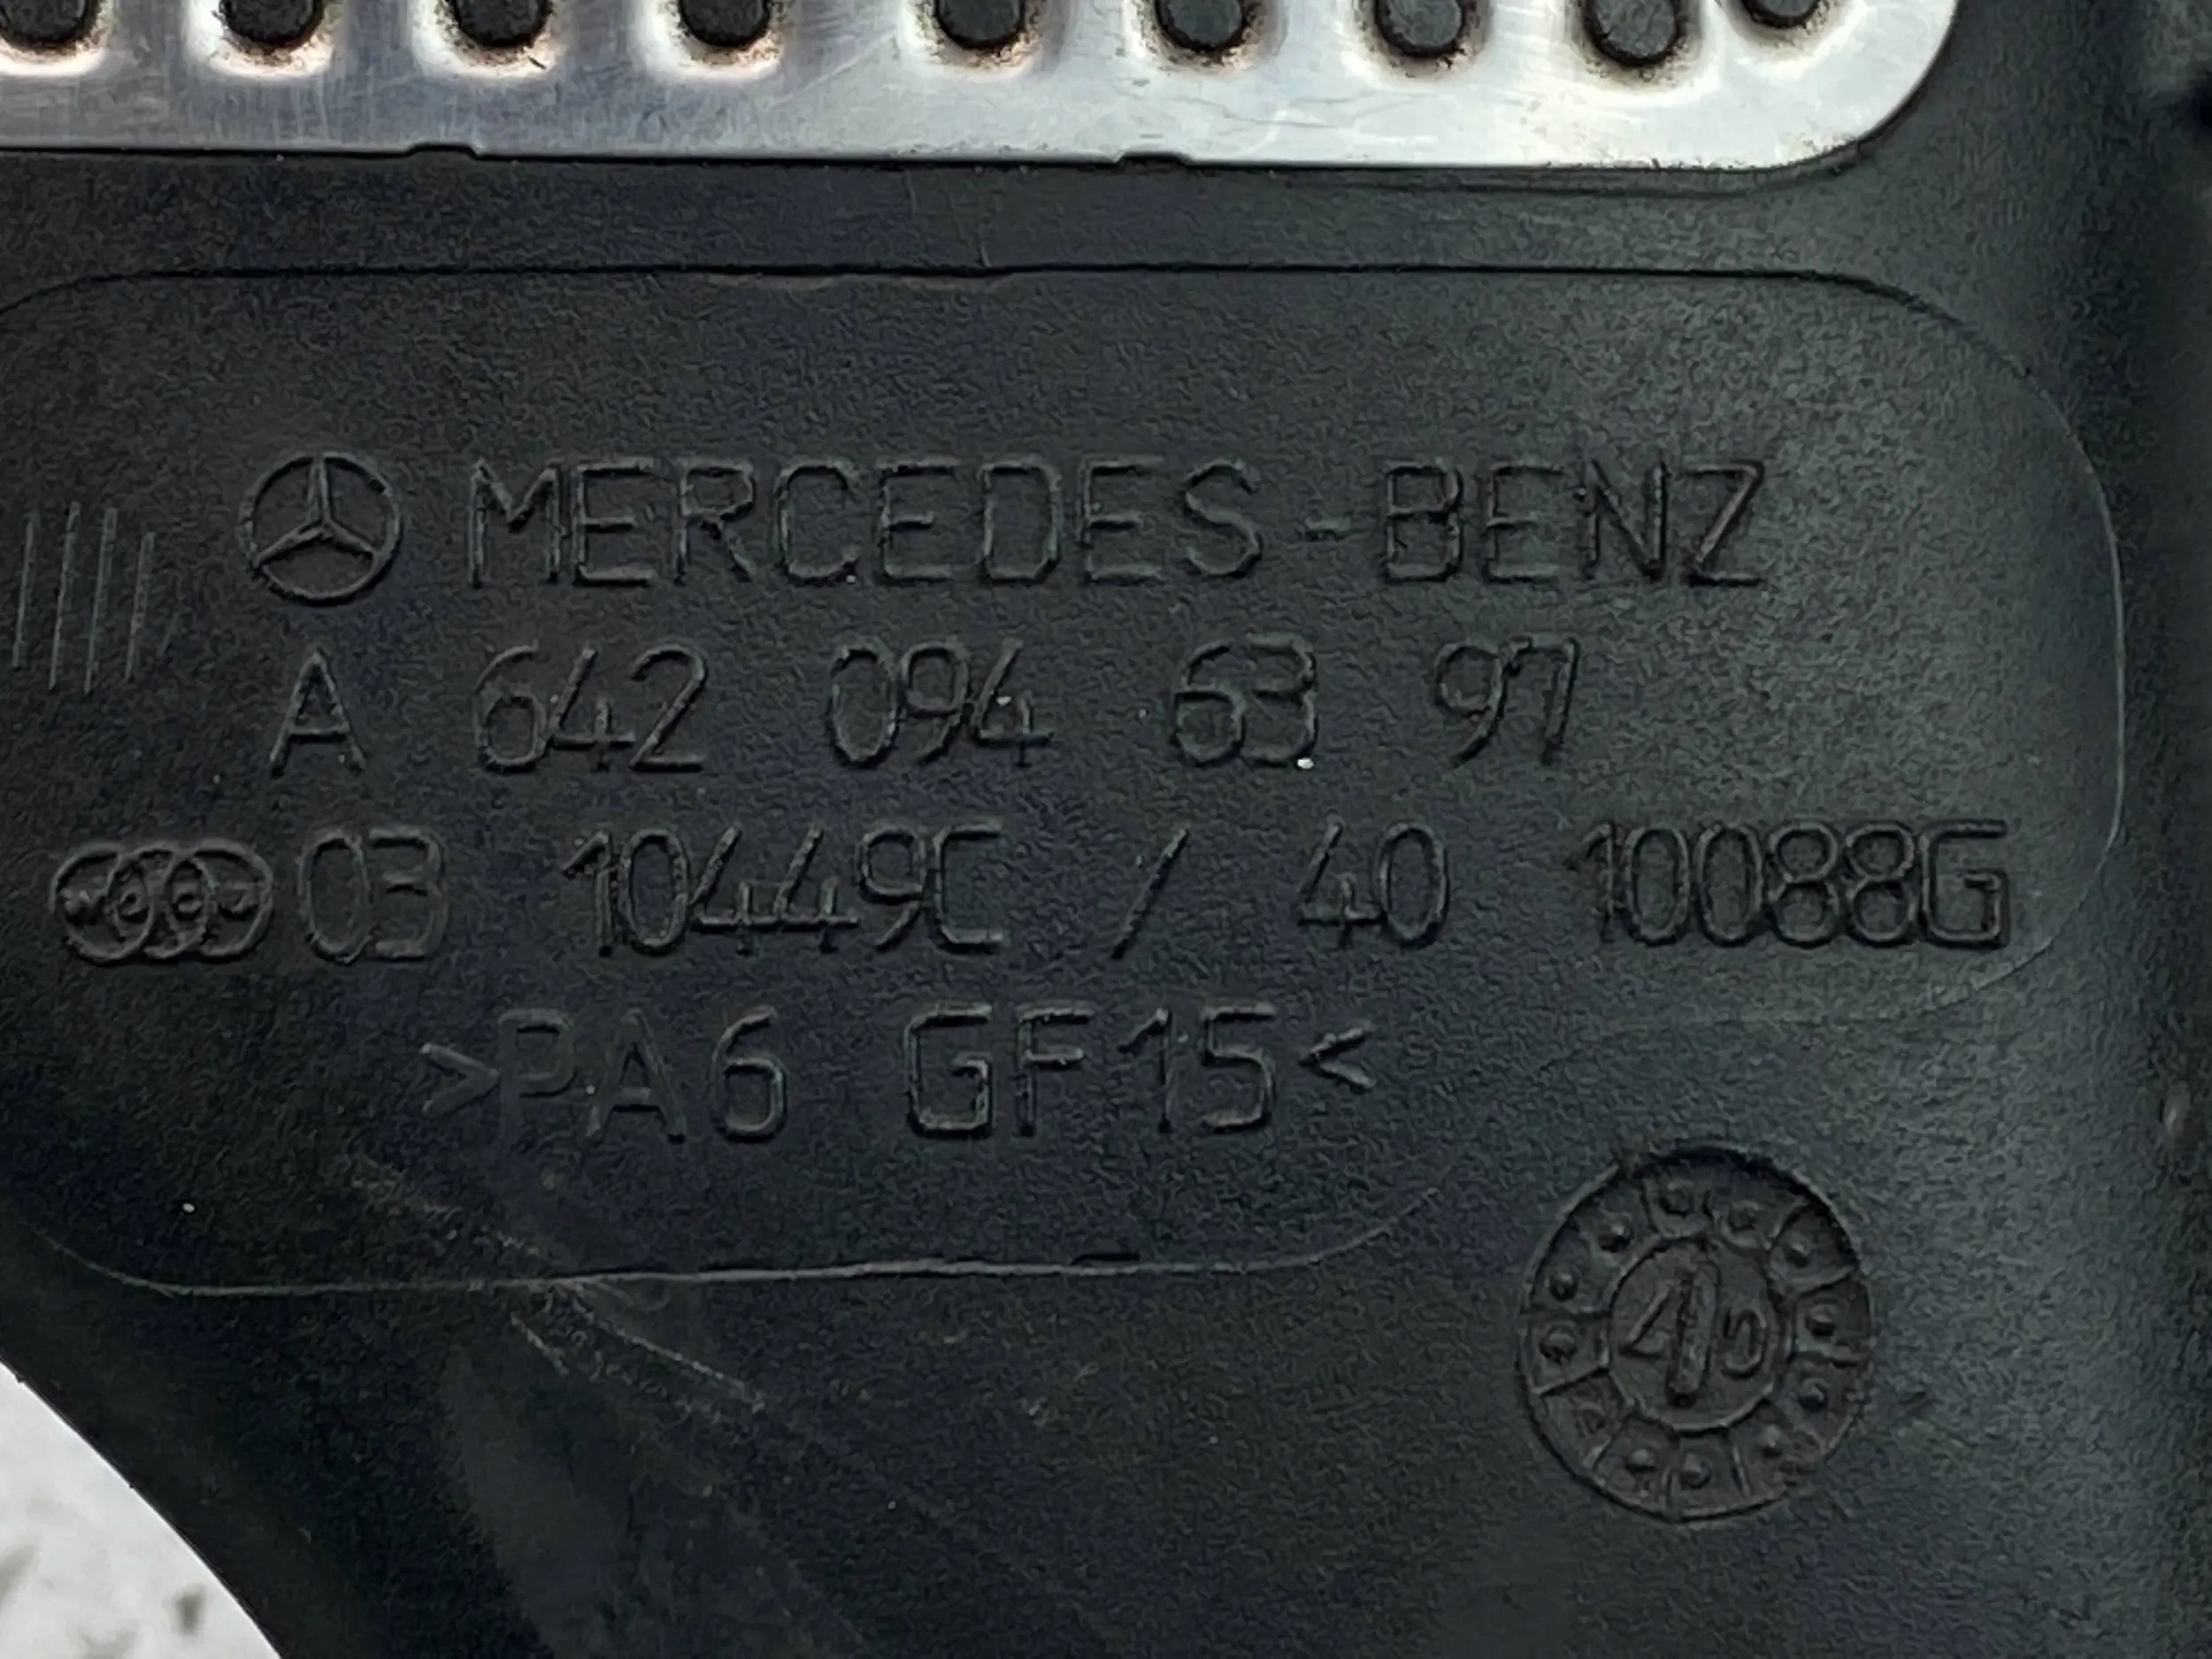 MERCEDES-BENZ
A 642 094 63 97
03 10449C / 40 10088G
>PA6 GF15<